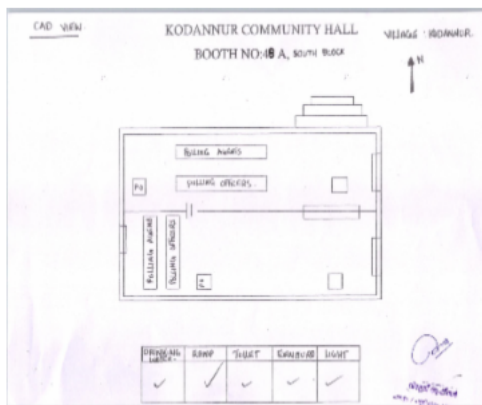 CAD VIEW
KODANNUR COMMUNITY HALL
VILLAGE : KODANNUR
BOOTH NO:48 A, SOUTH BLOCK
N
POLLING AGENTS
POLLING OFFICERS
PO
POLLING AGENTS
POLLING OFFICERS
PO
DRINKING WATER RAMP TOILET FURNITURE LIGHT